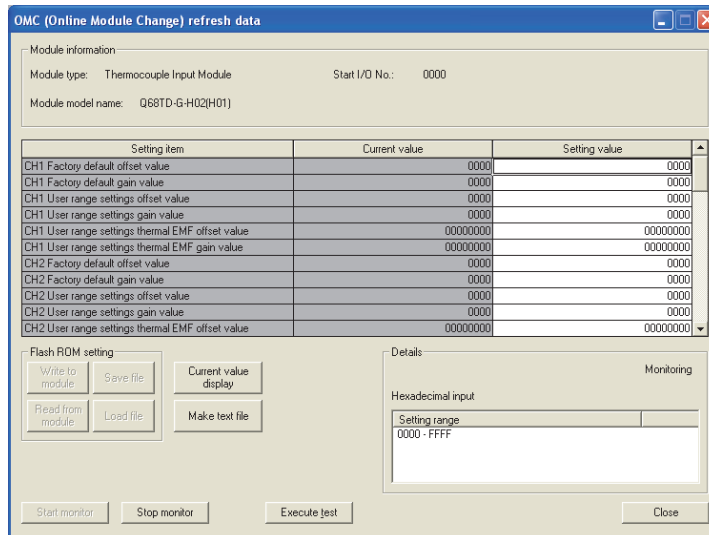 OMC (Online Module Change) refresh data
Module information
Module type: Thermocouple Input Module Start I/O No.: 0000
Module model name: Q68TD-G-H02(H01)
Setting item Current value Setting value
CH1 Factory default offset value 0000 0000
CH1 Factory default gain value 0000 0000
CH1 User range settings offset value 0000 0000
CH1 User range settings gain value 0000 0000
CH1 User range settings thermal EMF offset value 00000000 00000000
CH1 User range settings thermal EMF gain value 00000000 00000000
CH2 Factory default offset value 0000 0000
CH2 Factory default gain value 0000 0000
CH2 User range settings offset value 0000 0000
CH2 User range settings gain value 0000 0000
CH2 User range settings thermal EMF offset value 00000000 00000000
Flash ROM setting
Write to module
Save file
Current value display
Read from module
Load file
Make text file
Details
Monitoring
Hexadecimal input
Setting range
0000 - FFFF
Start monitor Stop monitor Execute test Close